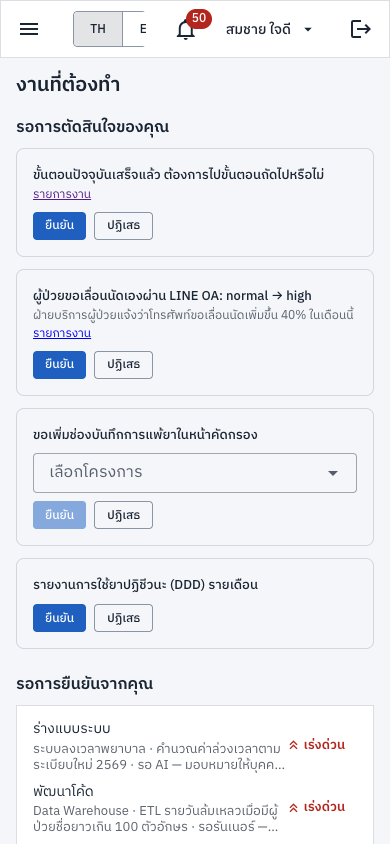 TH
E
50
สมชาย ใจดี
งานที่ต้องทำ
รอการตัดสินใจของคุณ
ขั้นตอนปัจจุบันเสร็จแล้ว ต้องการไปขั้นตอนถัดไปหรือไม่
รายการงาน
ยืนยัน
ปฏิเสธ
ผู้ป่วยขอเลื่อนนัดเองผ่าน LINE OA: normal → high
ฝ่ายบริการผู้ป่วยแจ้งว่าโทรศัพท์ขอเลื่อนนัดเพิ่มขึ้น 40% ในเดือนนี้
รายการงาน
ยืนยัน
ปฏิเสธ
ขอเพิ่มช่องบันทึกการแพ้ยาในหน้าคัดกรอง
เลือกโครงการ
ยืนยัน
ปฏิเสธ
รายงานการใช้ยาปฏิชีวนะ (DDD) รายเดือน
ยืนยัน
ปฏิเสธ
รอการยืนยันจากคุณ
ร่างแบบระบบ
ระบบลงเวลาพยาบาล · คำนวณค่าล่วงเวลาตาม
ระเบียบใหม่ 2569 · รอ AI — มอบหมายให้บุคค...
เร่งด่วน
พัฒนาโค้ด
Data Warehouse · ETL รายวันล้มเหลวเมื่อมีผู้
ป่วยชื่อยาวเกิน 100 ตัวอักษร · รอรันเนอร์ —...
เร่งด่วน